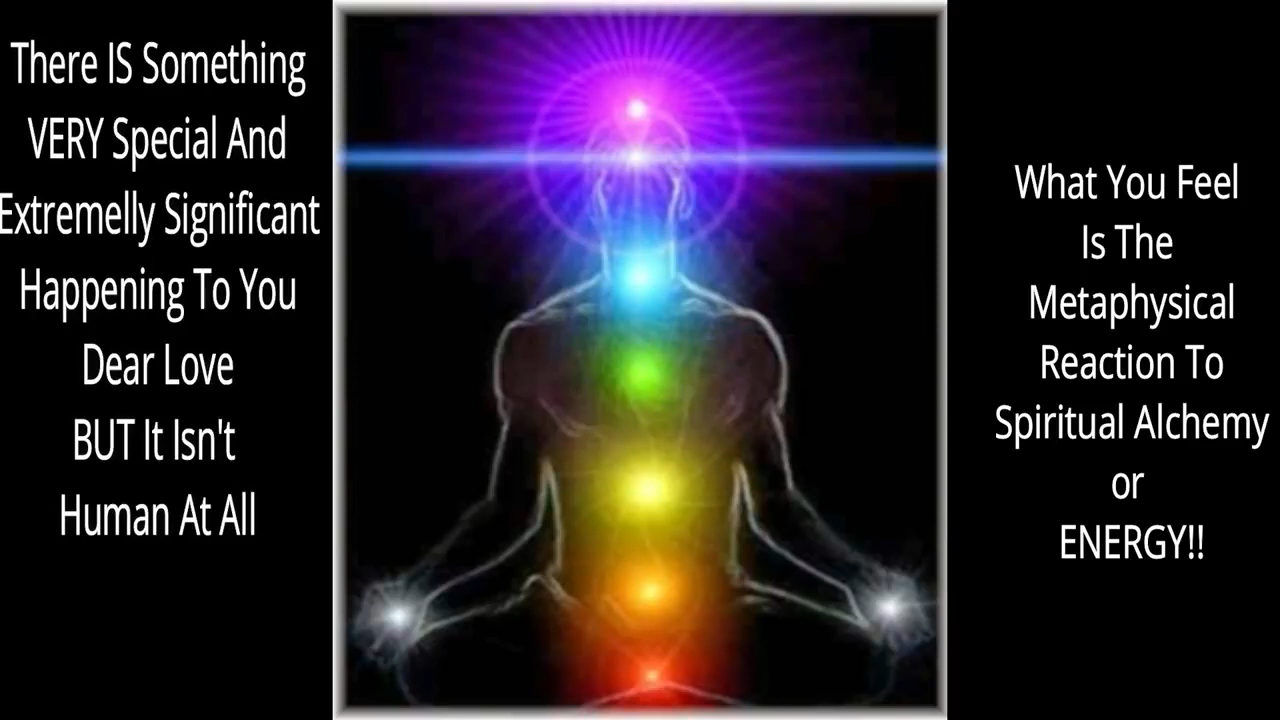 There IS Something
VERY Special And
Extremelly Significant
Happening To You
Dear Love
BUT It Isn't
Human At All
What You Feel
Is The
Metaphysical
Reaction To
Spiritual Alchemy
or
ENERGY!!